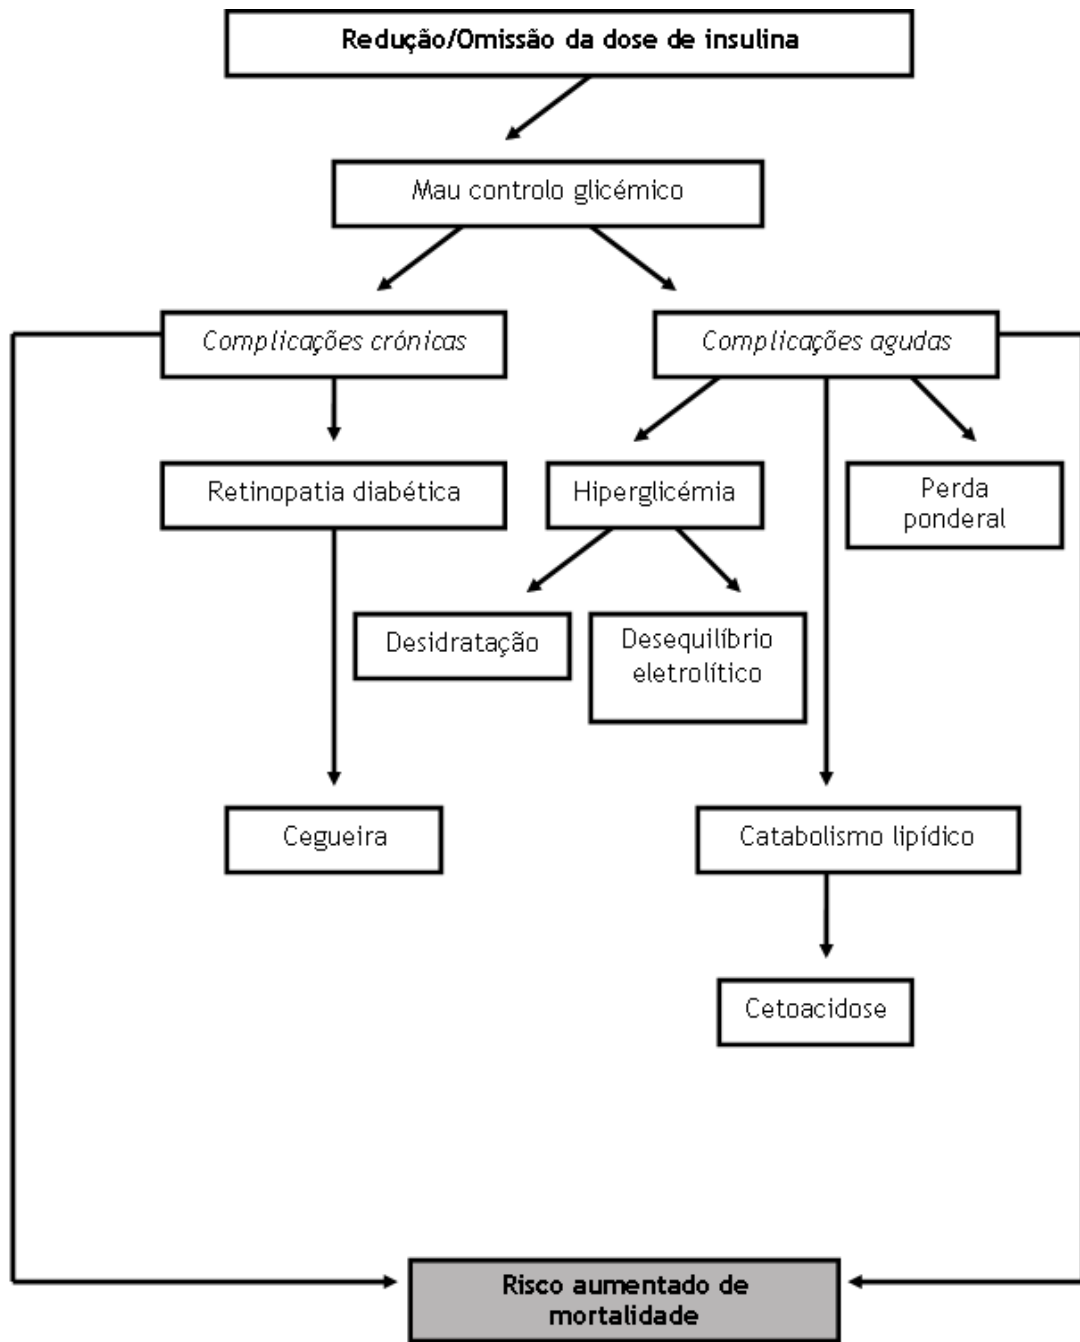 Redução/Omissão da dose de insulina
Mau controlo glicémico
Complicações crónicas
Complicações agudas
Retinopatia diabética
Hiperglicémia
Perda
ponderal
Desidratação
Desequilíbrio
eletrolítico
Cegueira
Catabolismo lipídico
Cetoacidose
Risco aumentado de
mortalidade